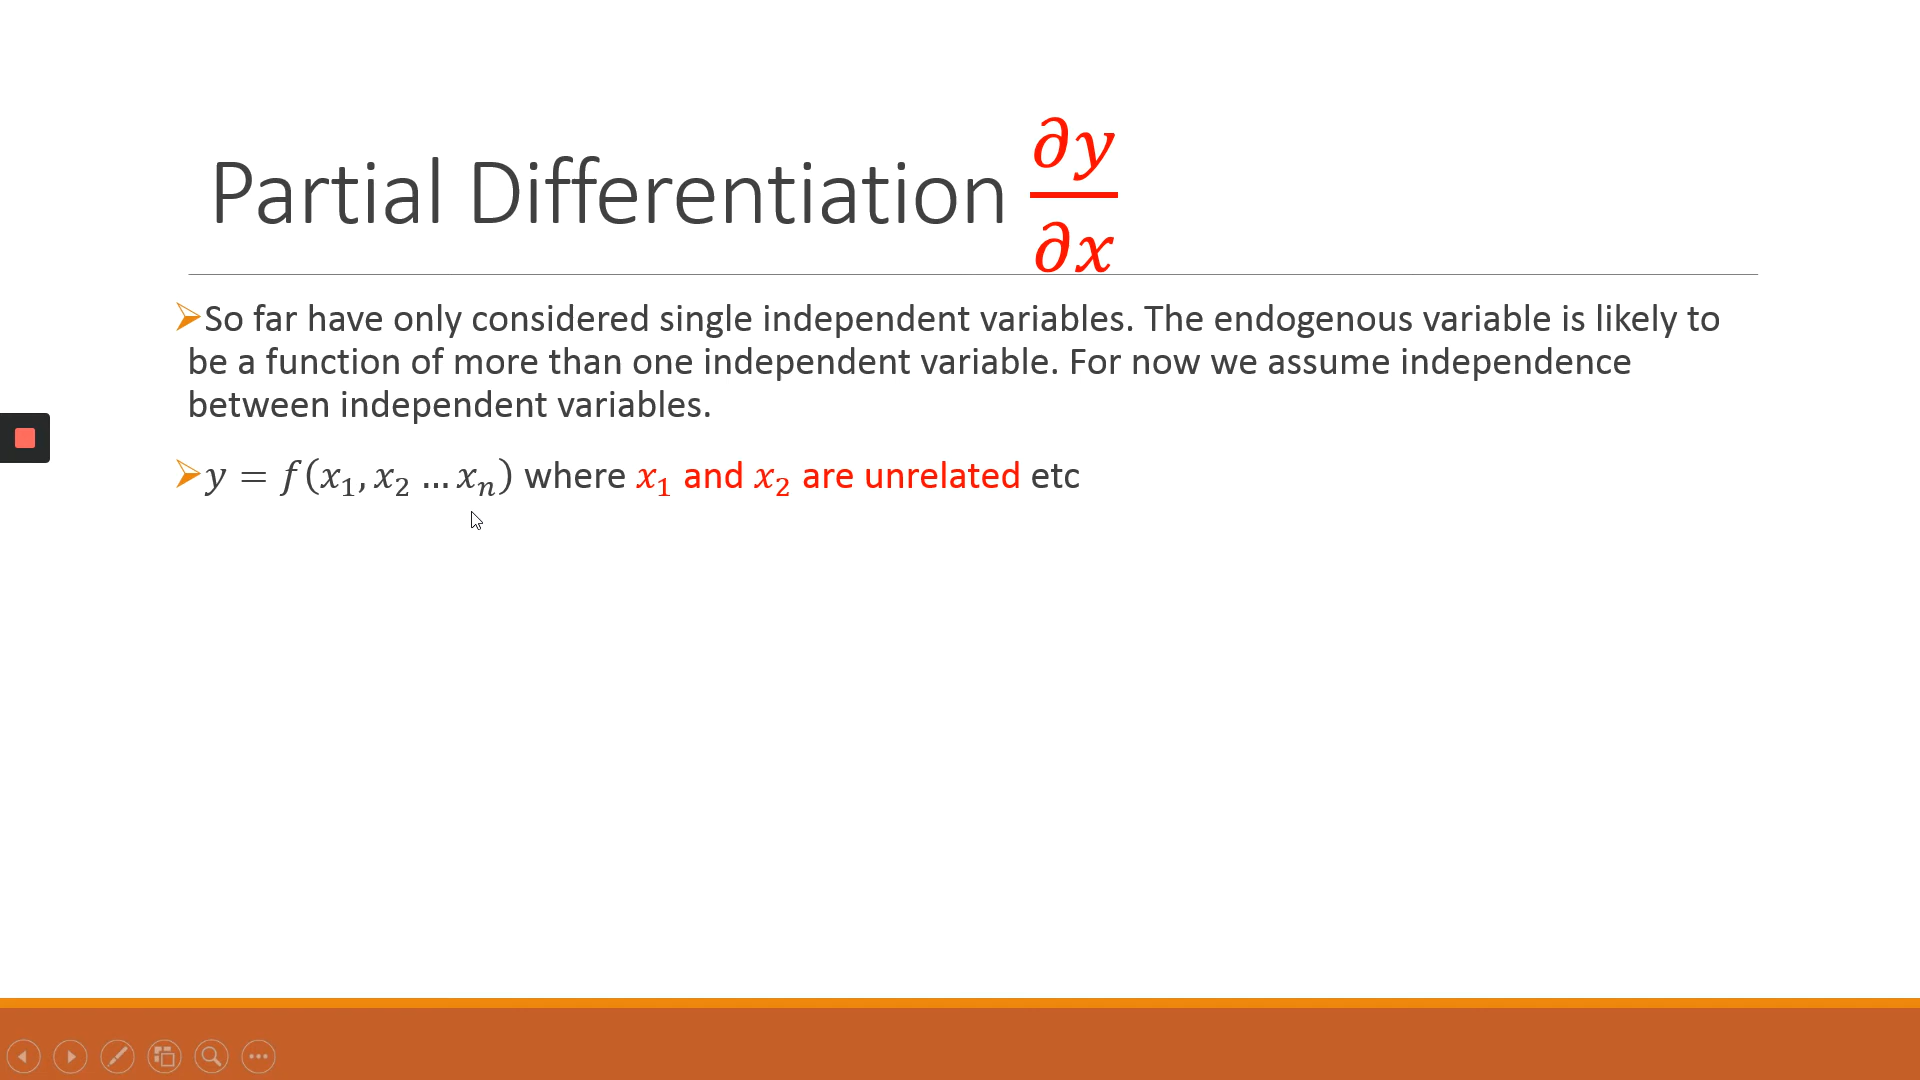 Partial Differentiation ∂y/∂x
➢So far have only considered single independent variables. The endogenous variable is likely to
be a function of more than one independent variable. For now we assume independence
between independent variables.
➢y = f(x₁, x₂ … xₙ) where x₁ and x₂ are unrelated etc